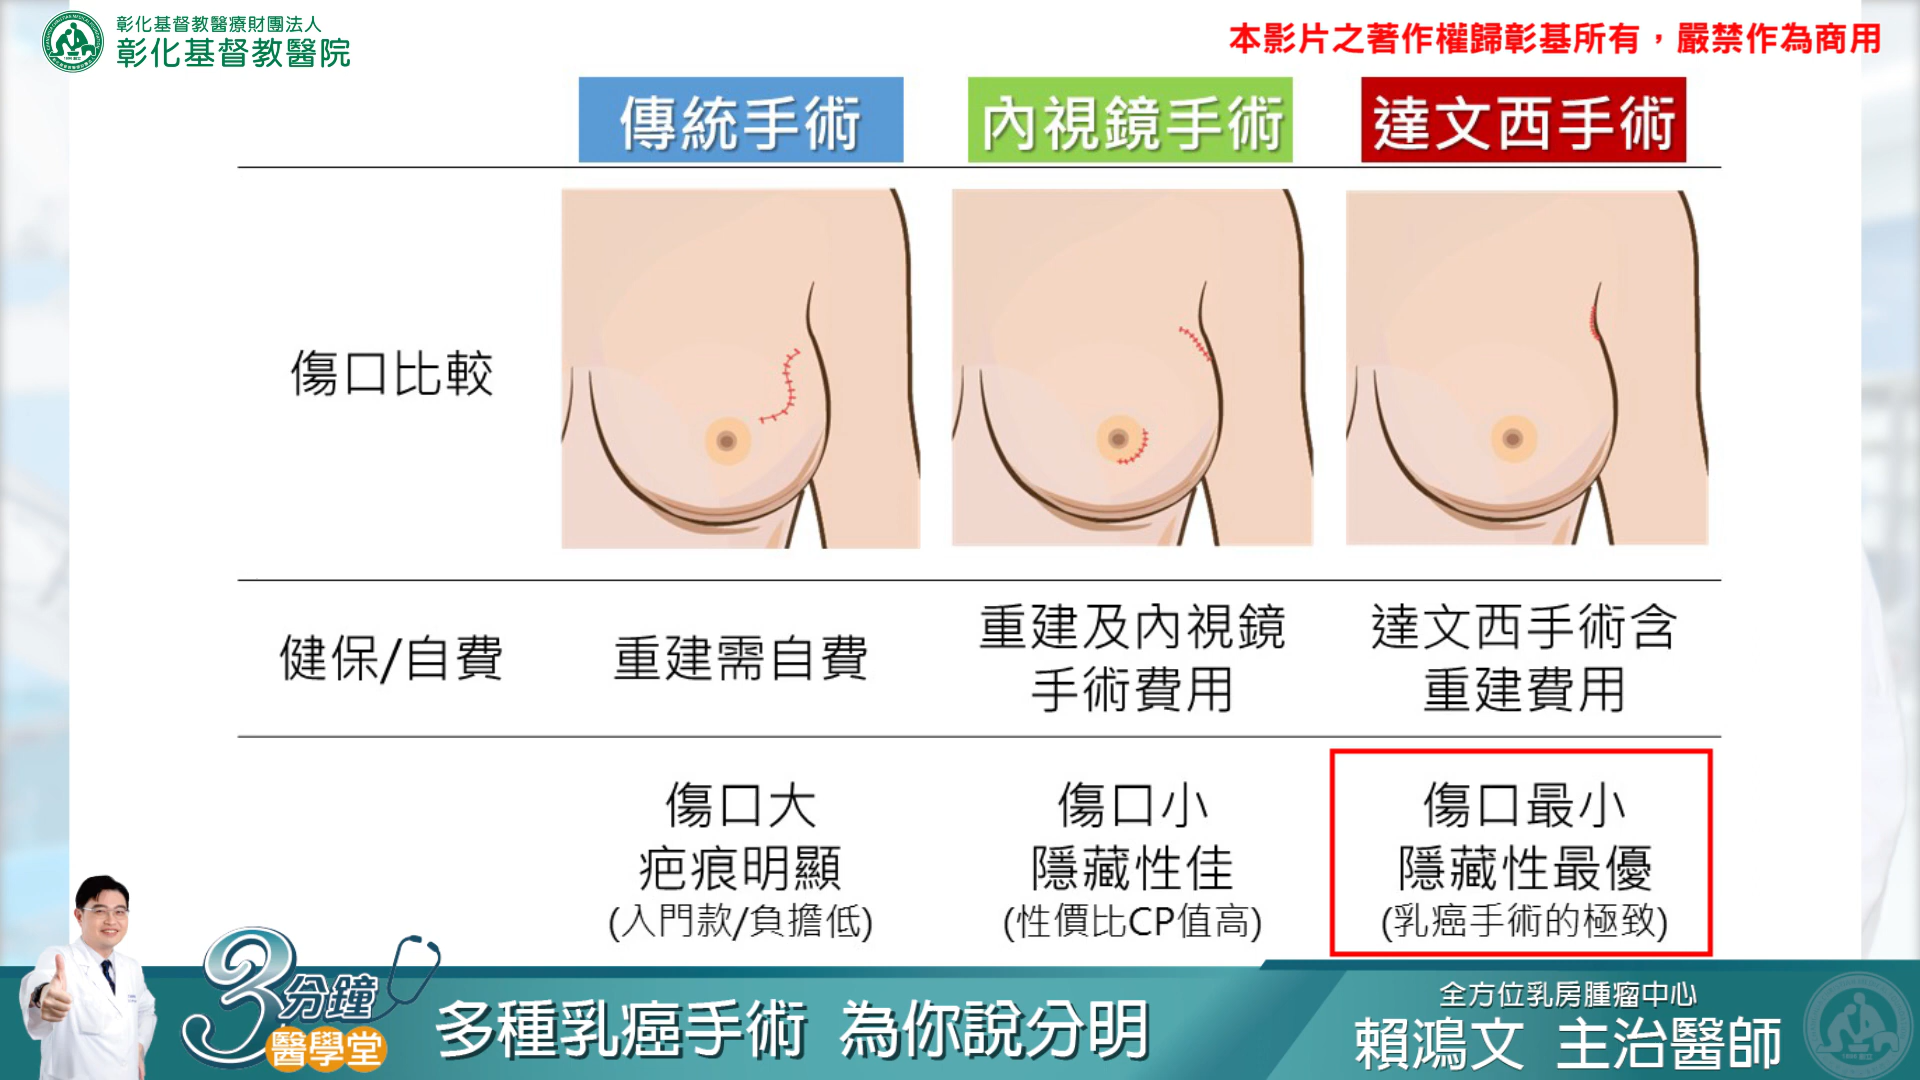 彰化基督教醫療財團法人
彰化基督教醫院
本影片之著作權歸彰基所有，嚴禁作為商用
傳統手術
內視鏡手術
達文西手術
傷口比較
健保/自費
重建需自費
重建及內視鏡
手術費用
達文西手術含
重建費用
傷口大
疤痕明顯
(入門款/負擔低)
傷口小
隱藏性佳
(性價比CP值高)
傷口最小
隱藏性最優
(乳癌手術的極致)
3分鐘
醫學堂
多種乳癌手術 為你說分明
全方位乳房腫瘤中心
賴鴻文 主治醫師